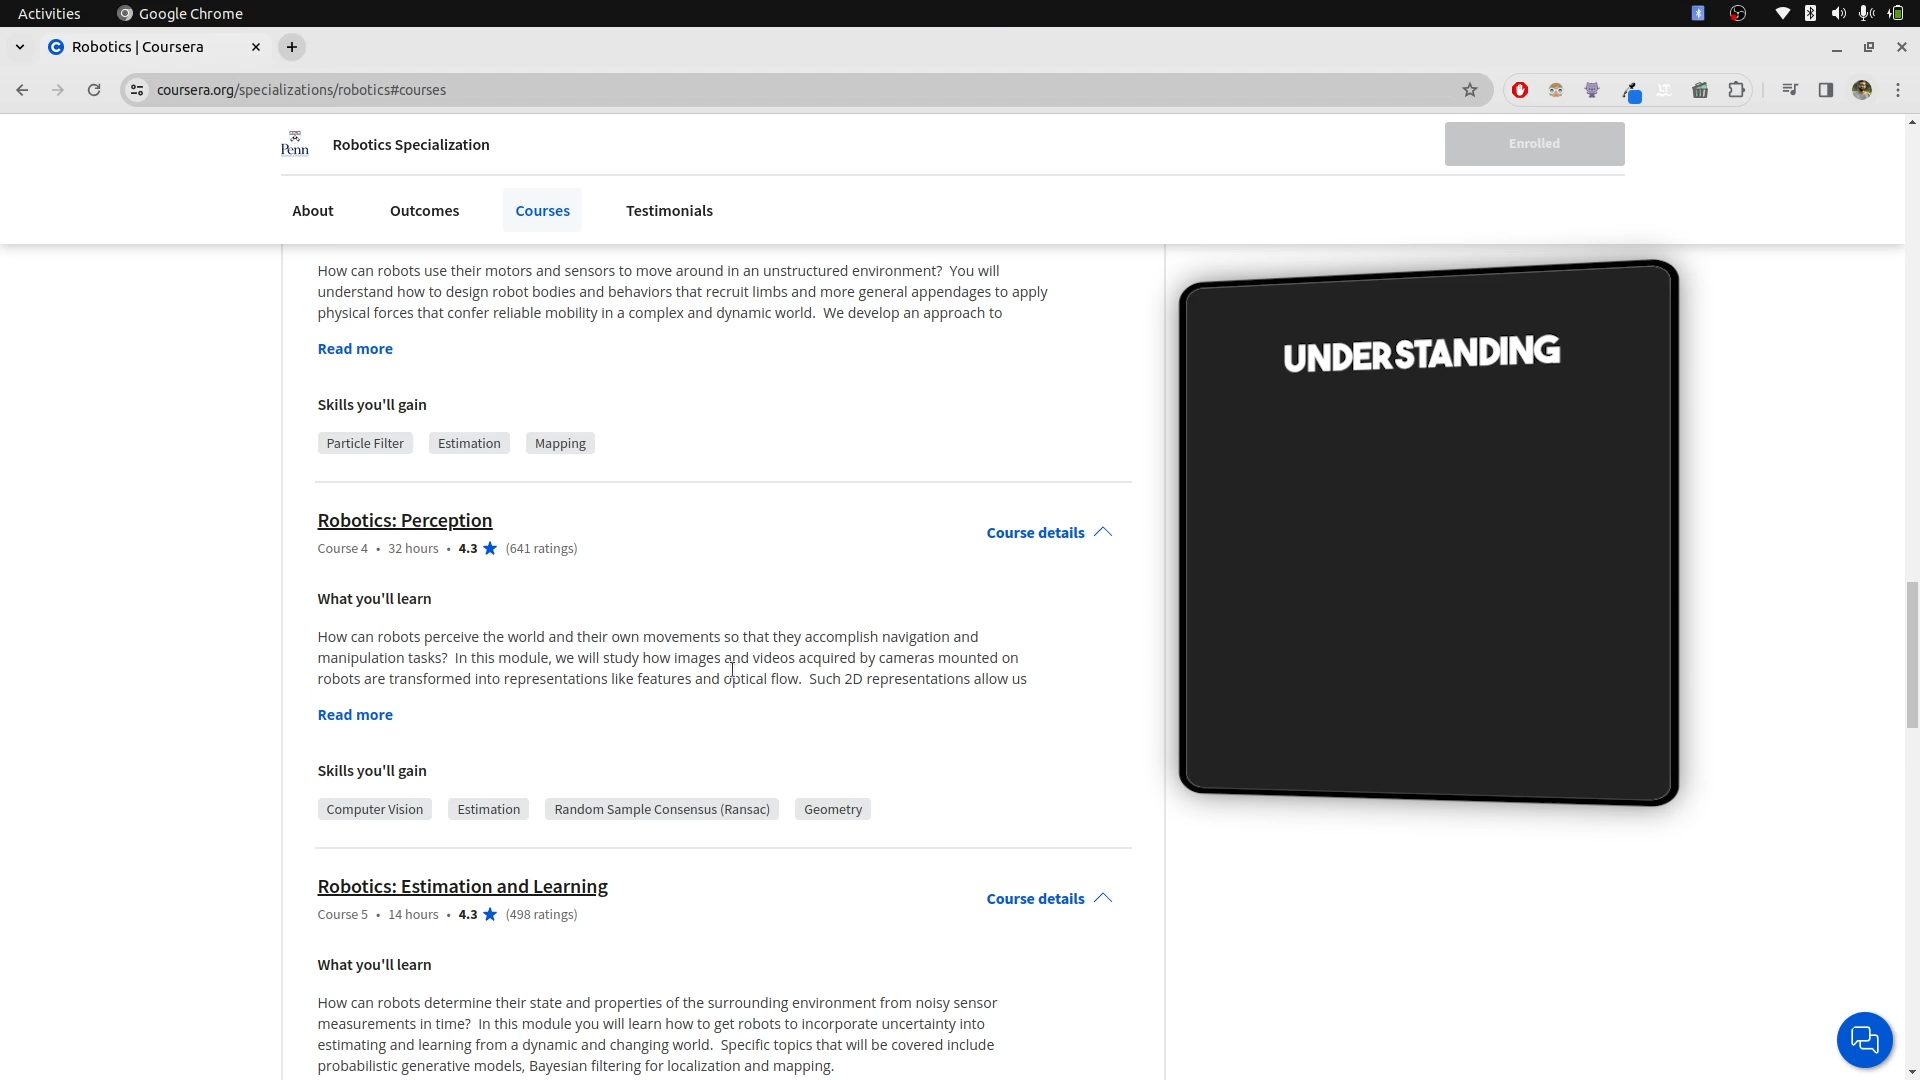 Activities
Google Chrome
Robotics | Coursera
coursera.org/specializations/robotics#courses
Penn
Robotics Specialization
Enrolled
About
Outcomes
Courses
Testimonials
How can robots use their motors and sensors to move around in an unstructured environment?  You will
understand how to design robot bodies and behaviors that recruit limbs and more general appendages to apply
physical forces that confer reliable mobility in a complex and dynamic world.  We develop an approach to
Read more
Skills you'll gain
Particle Filter
Estimation
Mapping
Robotics: Perception
Course details
Course 4 • 32 hours • 4.3 ★ (641 ratings)
What you'll learn
How can robots perceive the world and their own movements so that they accomplish navigation and
manipulation tasks?  In this module, we will study how images and videos acquired by cameras mounted on
robots are transformed into representations like features and optical flow.  Such 2D representations allow us
Read more
Skills you'll gain
Computer Vision
Estimation
Random Sample Consensus (Ransac)
Geometry
Robotics: Estimation and Learning
Course details
Course 5 • 14 hours • 4.3 ★ (498 ratings)
What you'll learn
How can robots determine their state and properties of the surrounding environment from noisy sensor
measurements in time?  In this module you will learn how to get robots to incorporate uncertainty into
estimating and learning from a dynamic and changing world.  Specific topics that will be covered include
probabilistic generative models, Bayesian filtering for localization and mapping.
UNDERSTANDING